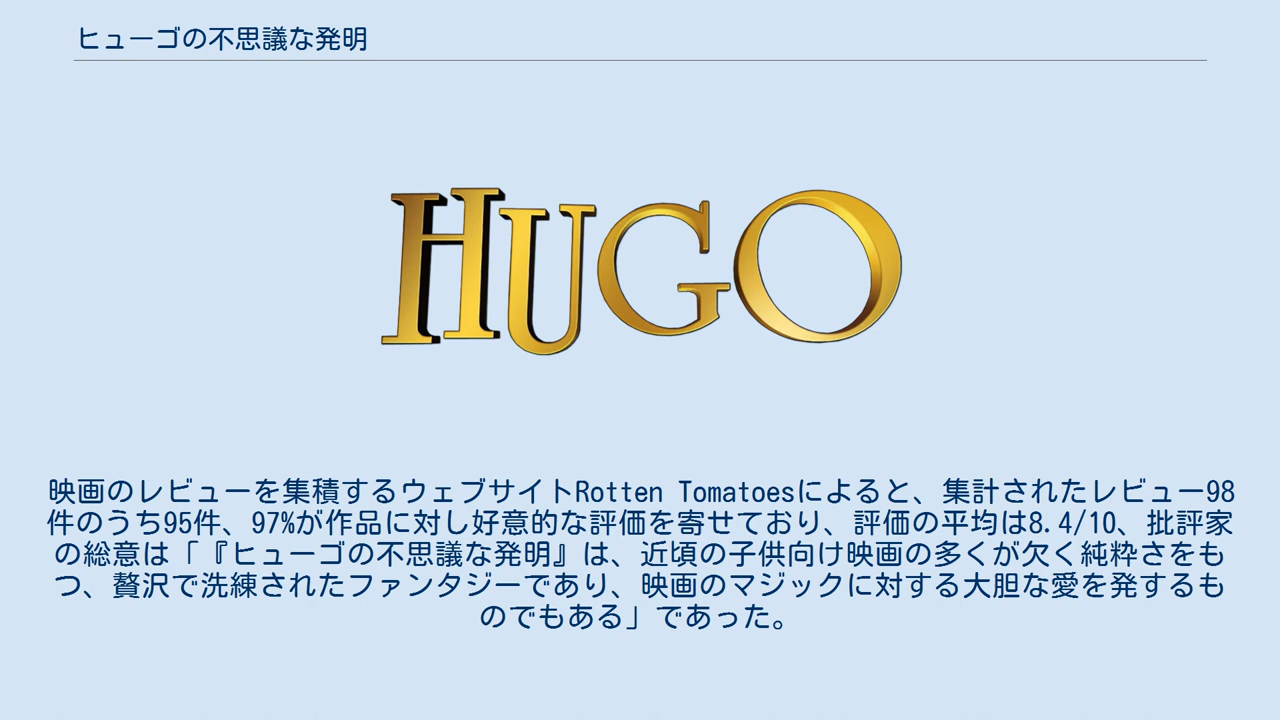 ヒューゴの不思議な発明
HUGO
映画のレビューを集積するウェブサイトRotten Tomatoesによると、集計されたレビュー98
件のうち95件、97%が作品に対し好意的な評価を寄せており、評価の平均は8.4/10、批評家
の総意は「『ヒューゴの不思議な発明』は、近頃の子供向け映画の多くが欠く純粋さをも
つ、贅沢で洗練されたファンタジーであり、映画のマジックに対する大胆な愛を発するも
のでもある」であった。